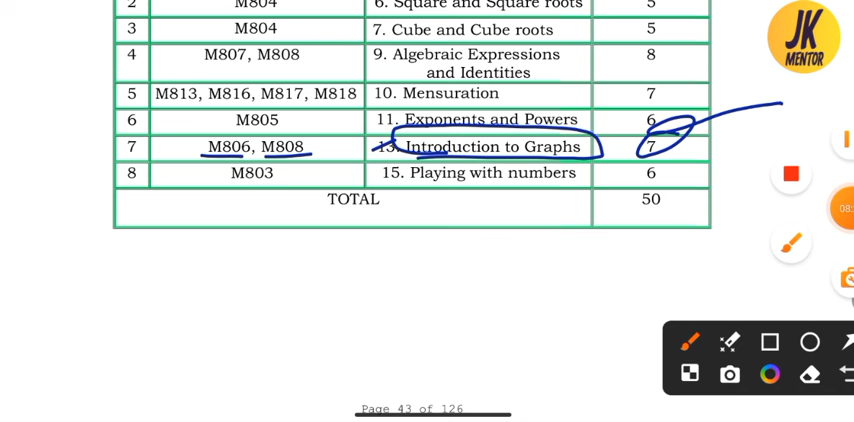 2 M804 6. Square and Square roots 5
JK
MENTOR
3 M804 7. Cube and Cube roots 5
4 M807, M808 9. Algebraic Expressions and Identities 8
5 M813, M816, M817, M818 10. Mensuration 7
6 M805 11. Exponents and Powers 6
7 M806, M808 13. Introduction to Graphs 7
8 M803 15. Playing with numbers 6
TOTAL 50
Page 43 of 126